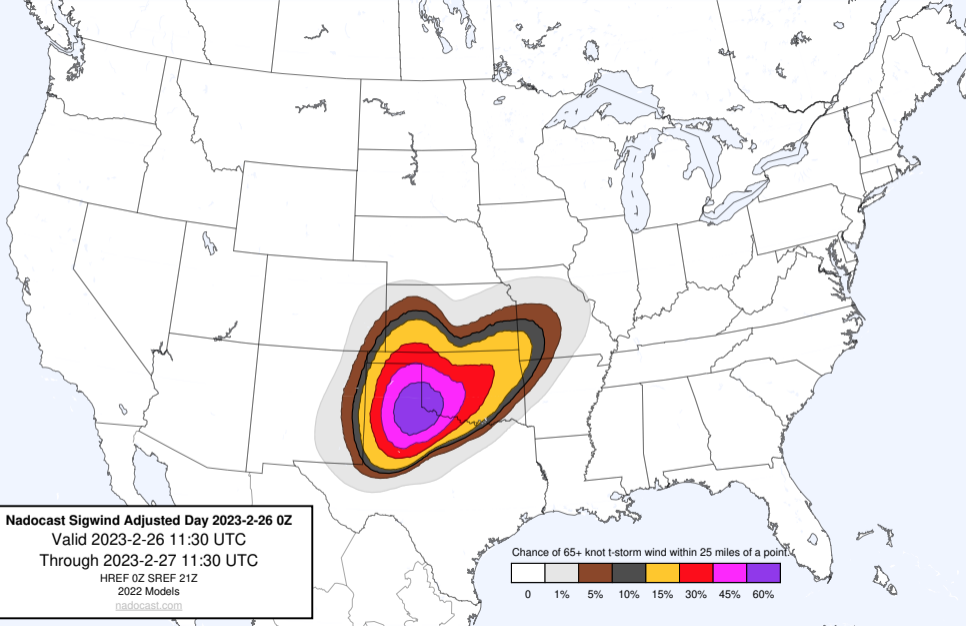 Nadocast Sigwind Adjusted Day 2023-2-26 0Z
Valid 2023-2-26 11:30 UTC
Through 2023-2-27 11:30 UTC
HREF 0Z SREF 21Z
2022 Models
nadocast.com
Chance of 65+ knot t-storm wind within 25 miles of a point.
0 1% 5% 10% 15% 30% 45% 60%